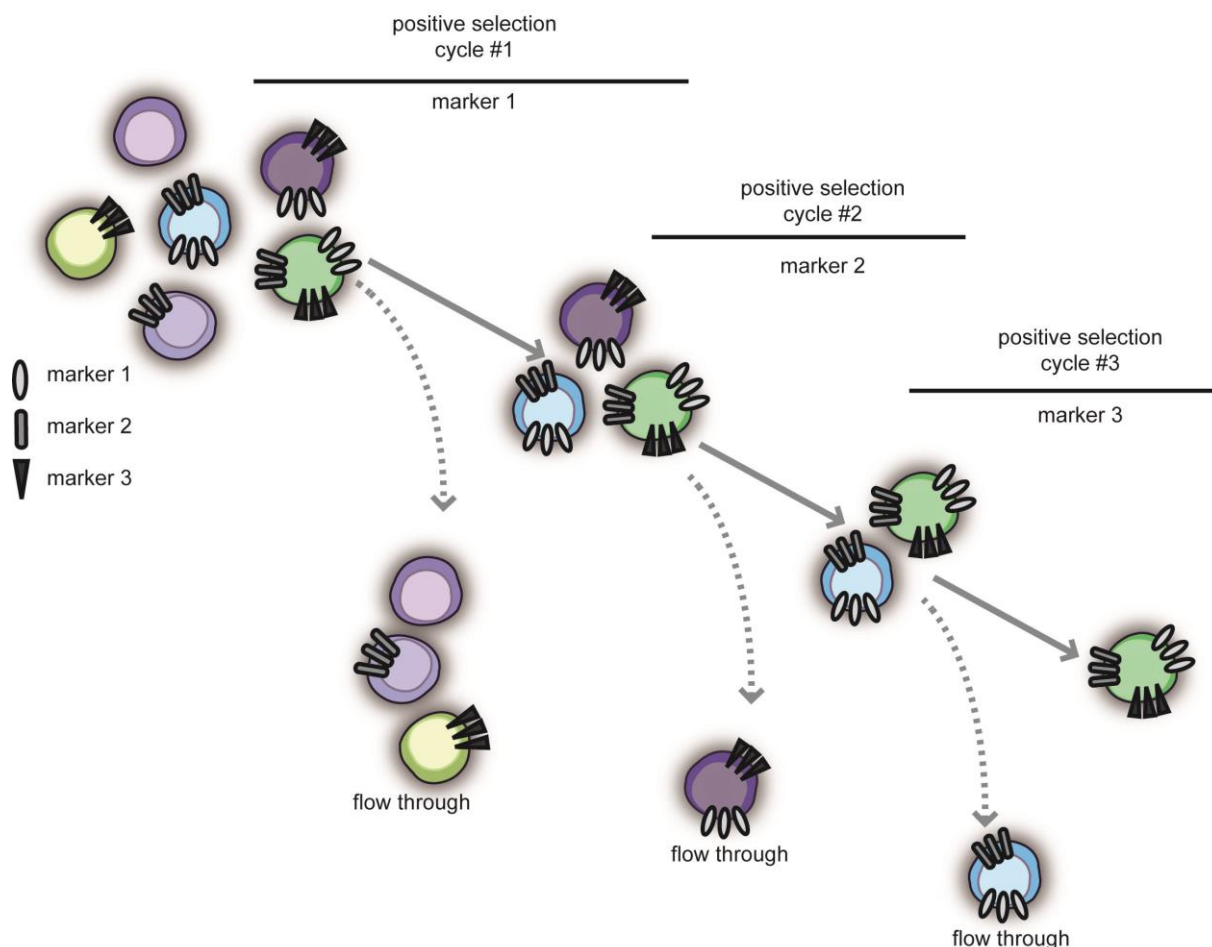 positive selection
cycle #1
marker 1
positive selection
cycle #2
marker 2
positive selection
cycle #3
marker 3
marker 1
marker 2
marker 3
flow through
flow through
flow through